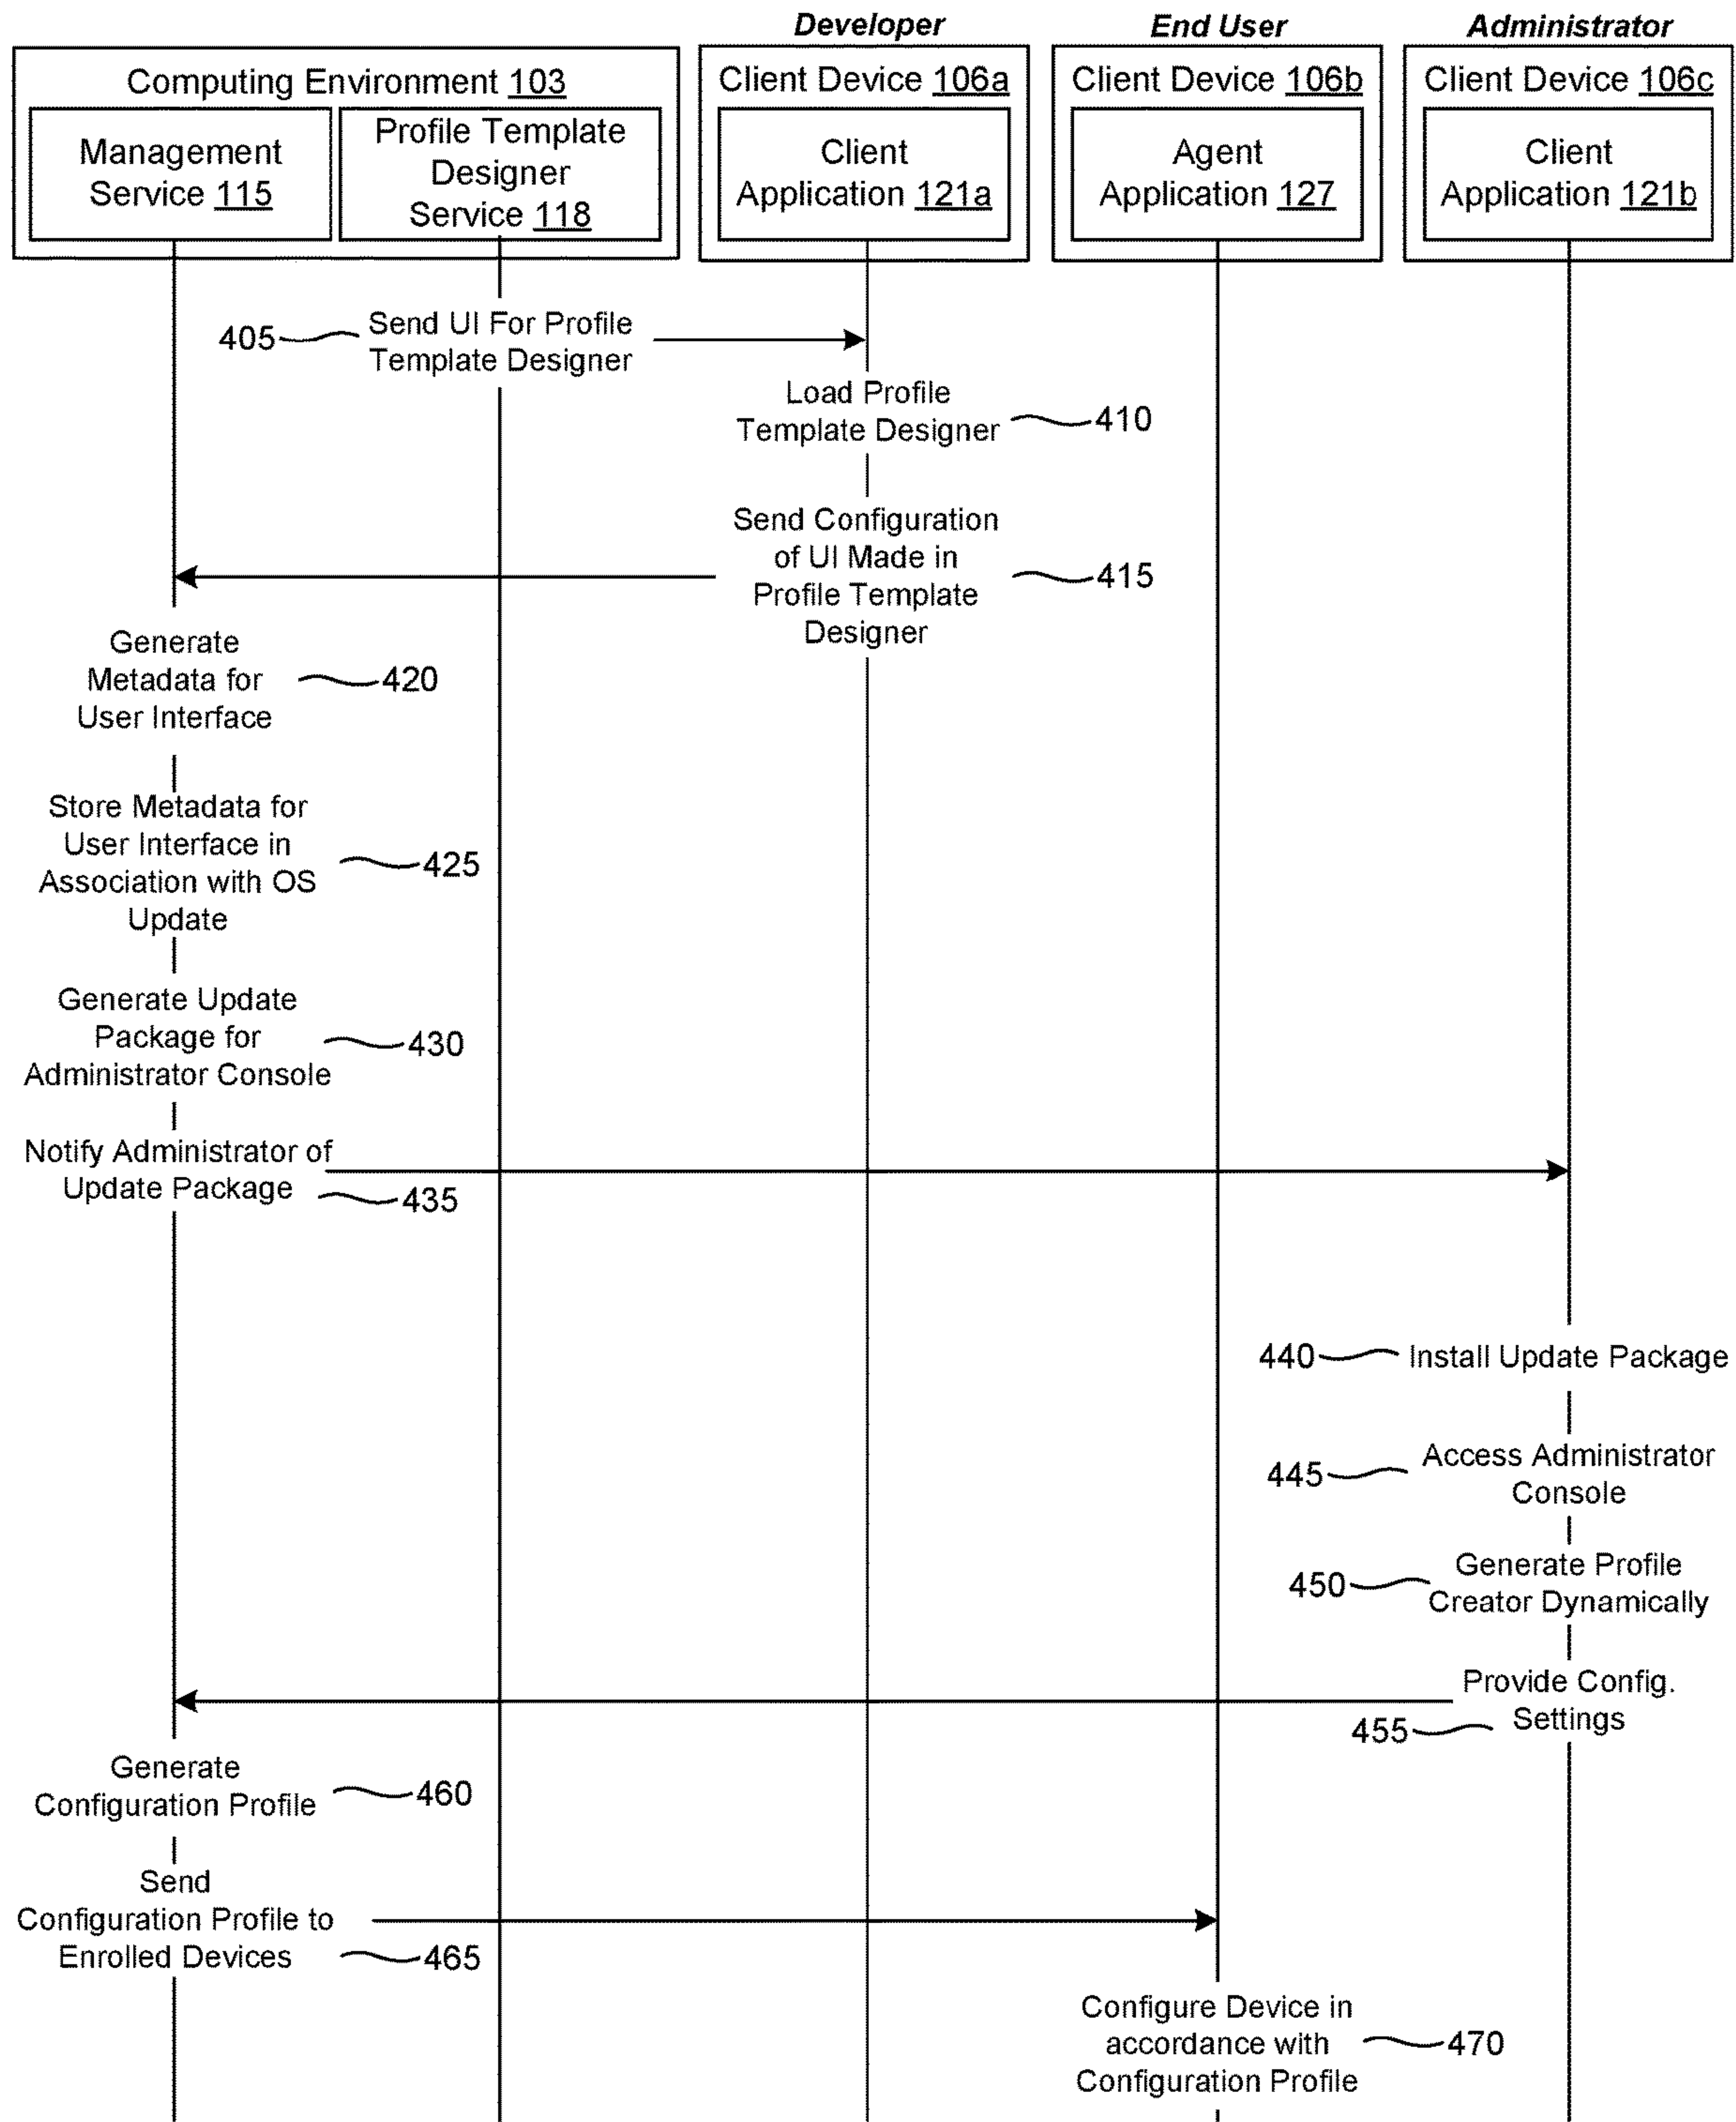 Developer
End User
Administrator
Computing Environment 103
Client Device 106a
Client Device 106b
Client Device 106c
Management
Service 115
Profile Template
Designer
Service 118
Client
Application 121a
Agent
Application 127
Client
Application 121b
405
Send UI For Profile
Template Designer
Load Profile
Template Designer
410
Send Configuration
of UI Made in
Profile Template
Designer
415
Generate
Metadata for
User Interface
420
Store Metadata for
User Interface in
Association with OS
Update
425
Generate Update
Package for
Administrator Console
430
Notify Administrator of
Update Package
435
440
Install Update Package
445
Access Administrator
Console
450
Generate Profile
Creator Dynamically
Provide Config.
Settings
455
Generate
Configuration Profile
460
Send
Configuration Profile to
Enrolled Devices
465
Configure Device in
accordance with
Configuration Profile
470